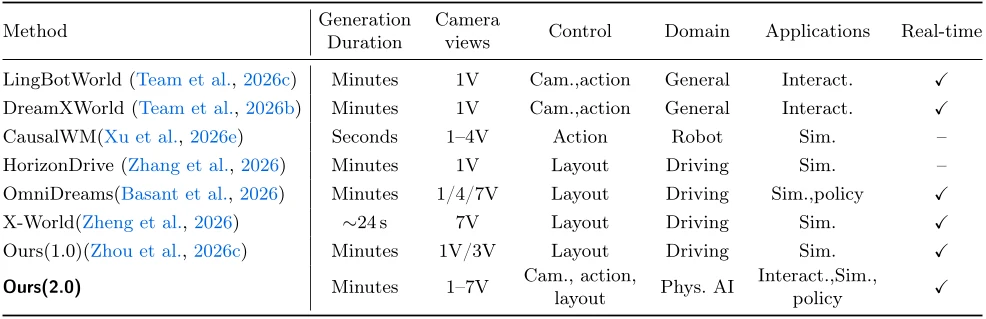 Method Generation Duration Camera views Control Domain Applications Real-time
LingBotWorld (Team et al., 2026c) Minutes 1V Cam.,action General Interact. ✓
DreamXWorld (Team et al., 2026b) Minutes 1V Cam.,action General Interact. ✓
CausalWM(Xu et al., 2026e) Seconds 1–4V Action Robot Sim. –
HorizonDrive (Zhang et al., 2026) Minutes 1V Layout Driving Sim. –
OmniDreams(Basant et al., 2026) Minutes 1/4/7V Layout Driving Sim.,policy ✓
X-World(Zheng et al., 2026) ∼24 s 7V Layout Driving Sim. ✓
Ours(1.0)(Zhou et al., 2026c) Minutes 1V/3V Layout Driving Sim. ✓
Ours(2.0) Minutes 1–7V Cam., action, layout Phys. AI Interact.,Sim., policy ✓